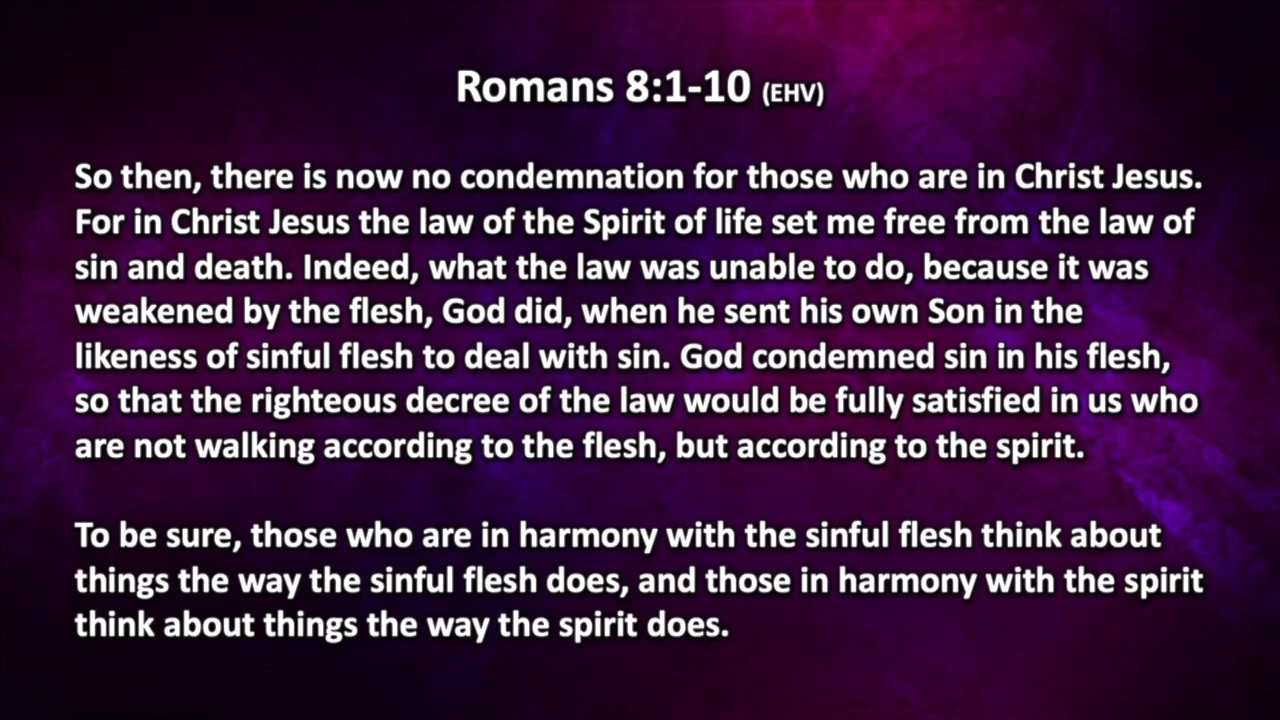 Romans 8:1-10 (EHV)
So then, there is now no condemnation for those who are in Christ Jesus.
For in Christ Jesus the law of the Spirit of life set me free from the law of
sin and death. Indeed, what the law was unable to do, because it was
weakened by the flesh, God did, when he sent his own Son in the
likeness of sinful flesh to deal with sin. God condemned sin in his flesh,
so that the righteous decree of the law would be fully satisfied in us who
are not walking according to the flesh, but according to the spirit.
To be sure, those who are in harmony with the sinful flesh think about
things the way the sinful flesh does, and those in harmony with the spirit
think about things the way the spirit does.